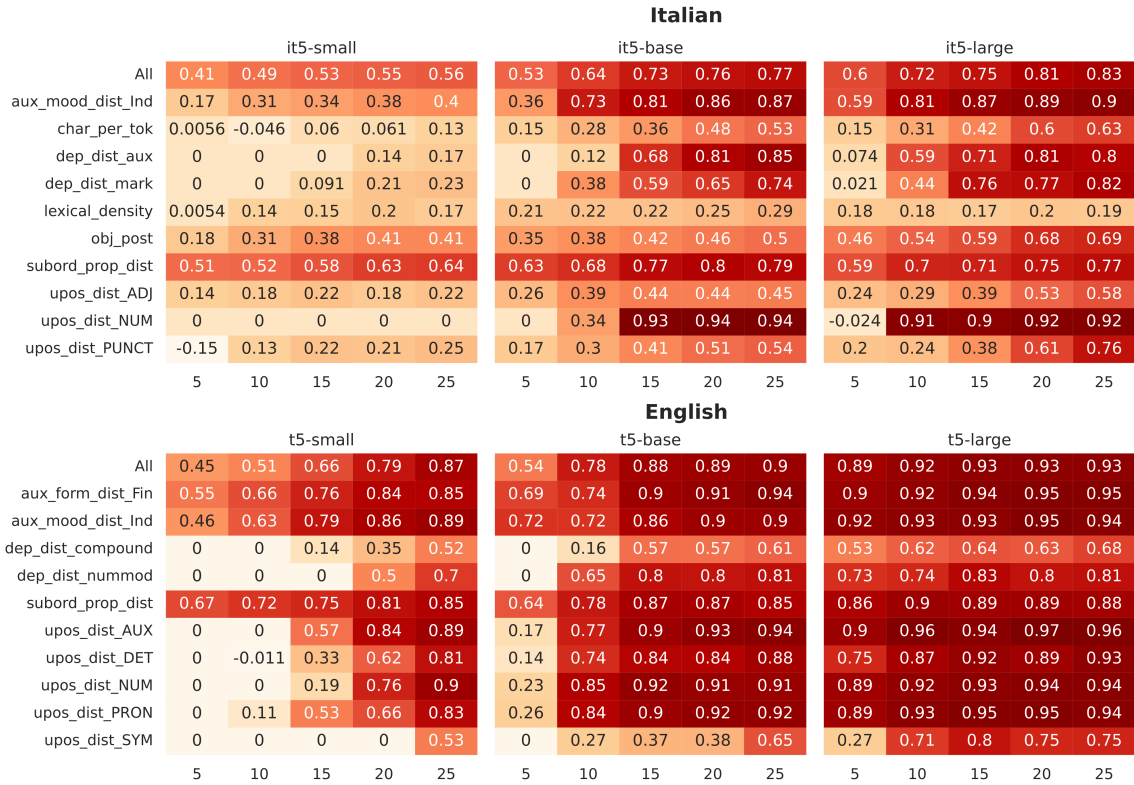 Italian
it5-small it5-base it5-large
All 0.41 0.49 0.53 0.55 0.56 0.53 0.64 0.73 0.76 0.77 0.6 0.72 0.75 0.81 0.83
aux_mood_dist_Ind 0.17 0.31 0.34 0.38 0.4 0.36 0.73 0.81 0.86 0.87 0.59 0.81 0.87 0.89 0.9
char_per_tok 0.0056 -0.046 0.06 0.061 0.13 0.15 0.28 0.36 0.48 0.53 0.15 0.31 0.42 0.6 0.63
dep_dist_aux 0 0 0 0.14 0.17 0 0.12 0.68 0.81 0.85 0.074 0.59 0.71 0.81 0.8
dep_dist_mark 0 0 0.091 0.21 0.23 0 0.38 0.59 0.65 0.74 0.021 0.44 0.76 0.77 0.82
lexical_density 0.0054 0.14 0.15 0.2 0.17 0.21 0.22 0.22 0.25 0.29 0.18 0.18 0.17 0.2 0.19
obj_post 0.18 0.31 0.38 0.41 0.41 0.35 0.38 0.42 0.46 0.5 0.46 0.54 0.59 0.68 0.69
subord_prop_dist 0.51 0.52 0.58 0.63 0.64 0.63 0.68 0.77 0.8 0.79 0.59 0.7 0.71 0.75 0.77
upos_dist_ADJ 0.14 0.18 0.22 0.18 0.22 0.26 0.39 0.44 0.44 0.45 0.24 0.29 0.39 0.53 0.58
upos_dist_NUM 0 0 0 0 0 0 0.34 0.93 0.94 0.94 -0.024 0.91 0.9 0.92 0.92
upos_dist_PUNCT -0.15 0.13 0.22 0.21 0.25 0.17 0.3 0.41 0.51 0.54 0.2 0.24 0.38 0.61 0.76
5 10 15 20 25 5 10 15 20 25 5 10 15 20 25
English
t5-small t5-base t5-large
All 0.45 0.51 0.66 0.79 0.87 0.54 0.78 0.88 0.89 0.9 0.89 0.92 0.93 0.93 0.93
aux_form_dist_Fin 0.55 0.66 0.76 0.84 0.85 0.69 0.74 0.9 0.91 0.94 0.9 0.92 0.94 0.95 0.95
aux_mood_dist_Ind 0.46 0.63 0.79 0.86 0.89 0.72 0.72 0.86 0.9 0.9 0.92 0.93 0.93 0.95 0.94
dep_dist_compound 0 0 0.14 0.35 0.52 0 0.16 0.57 0.57 0.61 0.53 0.62 0.64 0.63 0.68
dep_dist_nummod 0 0 0 0.5 0.7 0 0.65 0.8 0.8 0.81 0.73 0.74 0.83 0.8 0.81
subord_prop_dist 0.67 0.72 0.75 0.81 0.85 0.64 0.78 0.87 0.87 0.85 0.86 0.9 0.89 0.89 0.88
upos_dist_AUX 0 0 0.57 0.84 0.89 0.17 0.77 0.9 0.93 0.94 0.9 0.96 0.94 0.97 0.96
upos_dist_DET 0 -0.011 0.33 0.62 0.81 0.14 0.74 0.84 0.84 0.88 0.75 0.87 0.92 0.89 0.93
upos_dist_NUM 0 0 0.19 0.76 0.9 0.23 0.85 0.92 0.91 0.91 0.89 0.92 0.93 0.94 0.94
upos_dist_PRON 0 0.11 0.53 0.66 0.83 0.26 0.84 0.9 0.92 0.92 0.89 0.93 0.95 0.95 0.94
upos_dist_SYM 0 0 0 0 0.53 0 0.27 0.37 0.38 0.65 0.27 0.71 0.8 0.75 0.75
5 10 15 20 25 5 10 15 20 25 5 10 15 20 25